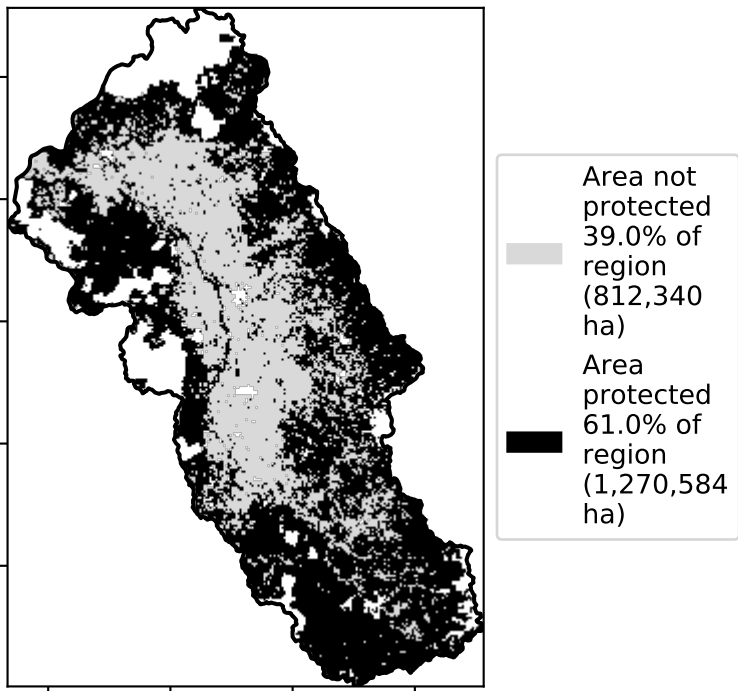 Area not
protected
39.0% of
region
(812,340
ha)
Area
protected
61.0% of
region
(1,270,584
ha)